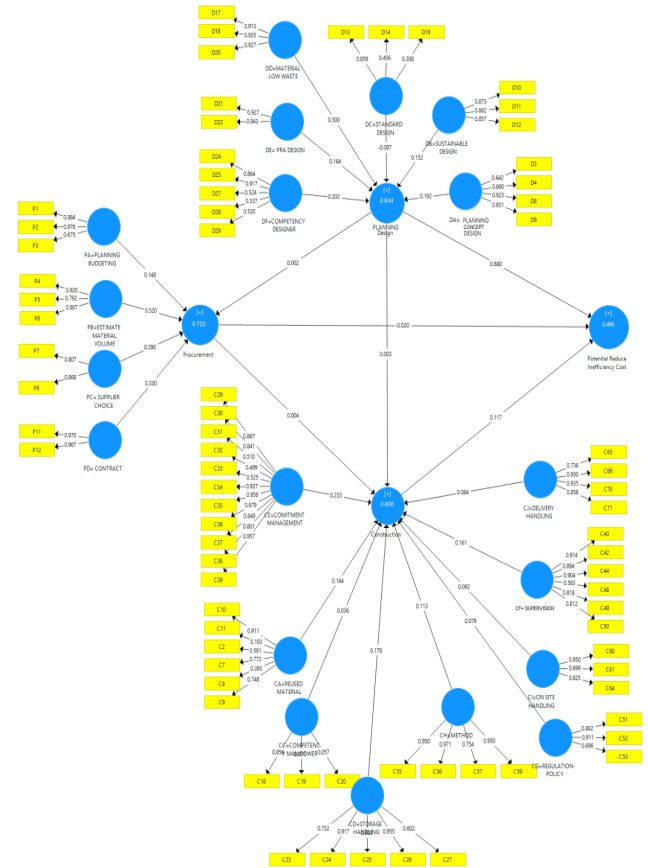 D17
D18
D20
0.913
0.935
0.927
DD=MATERIAL
LOW WASTE
D13
D14
D16
0.859
0.456
0.308
DC=STANDARD
DESIGN
D10
D11
D12
0.873
0.862
0.857
DB=SUSTAINABLE
DESIGN
D21
D22
0.927
0.943
DE= PRA DESIGN
D24
D25
D27
D28
D29
0.864
0.917
0.524
0.537
0.520
DF=COMPETENCY
DESIGNER
D3
D4
D8
D9
0.642
0.860
0.923
0.931
DA= PLANNING
CONCEPT
DESIGN
0.300
-0.097
0.152
0.164
0.202
0.192
[+]
0.844
PLANNING
Design
P1
P2
P3
0.984
0.976
0.675
PA=PLANNING
BUDGETING
P4
P5
P6
0.920
0.792
0.907
PB=ESTIMATE
MATERIAL
VOLUME
P7
P9
0.807
0.868
PC= SUPPLIER
CHOICE
P11
P12
0.970
0.967
PD= CONTRACT
0.148
0.520
0.290
0.330
[+]
0.722
Procurement
0.002
0.680
-0.020
0.003
0.004
0.117
[+]
0.496
Potential Reduce
Inefficiency Cost
C29
C30
C31
C32
C33
C34
C35
C36
C37
C38
C39
0.887
0.841
0.510
0.499
0.525
0.937
0.959
0.679
0.849
0.801
0.957
CE=COMITMENT
MANAGEMENT
0.233
[+]
Construction
C65
C66
C70
C71
0.736
0.950
0.935
0.858
CJ=DELIVERY
HANDLING
0.084
C40
C42
C44
C48
C49
C50
0.914
0.884
0.904
0.583
0.818
0.812
CF= SUPERVISION
0.161
C10
C11
C2
C7
C8
C9
0.911
0.103
0.591
0.772
0.393
0.748
CA=REUSED
MATERIAL
0.144
0.036
0.178
0.113
0.092
0.079
C60
C61
C64
0.950
0.699
0.825
HANDLING
C51
C52
C53
0.882
0.911
0.696
POLICY
CH=METHOD
0.950
0.971
0.754
0.950
C55
C56
C57
C59
C18
C19
C20
CD=STORAGE
HANDLING
0.732
0.917
0.955
0.602
C23
C24
C25
C26
C27